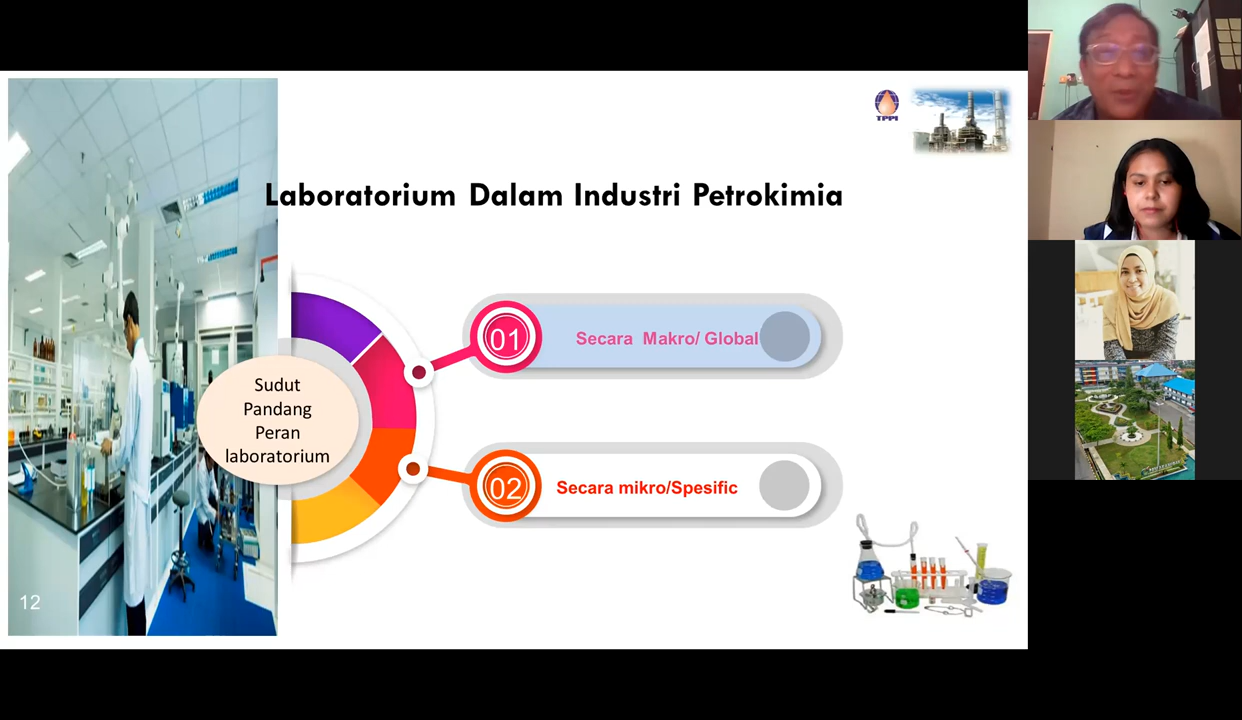 TPPI
Laboratorium Dalam Industri Petrokimia
01
Secara Makro/ Global
Sudut
Pandang
Peran
laboratorium
02
Secara mikro/Spesific
12